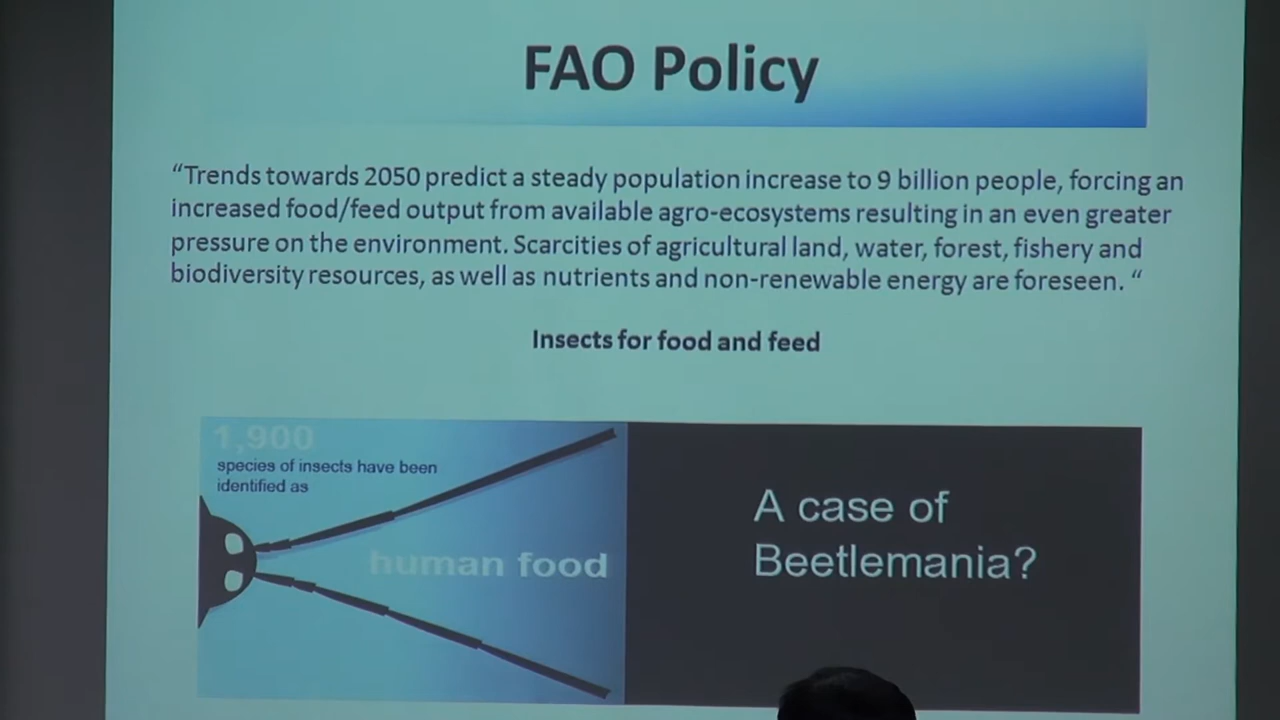 FAO Policy
“Trends towards 2050 predict a steady population increase to 9 billion people, forcing an
increased food/feed output from available agro-ecosystems resulting in an even greater
pressure on the environment. Scarcities of agricultural land, water, forest, fishery and
biodiversity resources, as well as nutrients and non-renewable energy are foreseen. “
Insects for food and feed
1,900
species of insects have been
identified as
human food
A case of
Beetlemania?